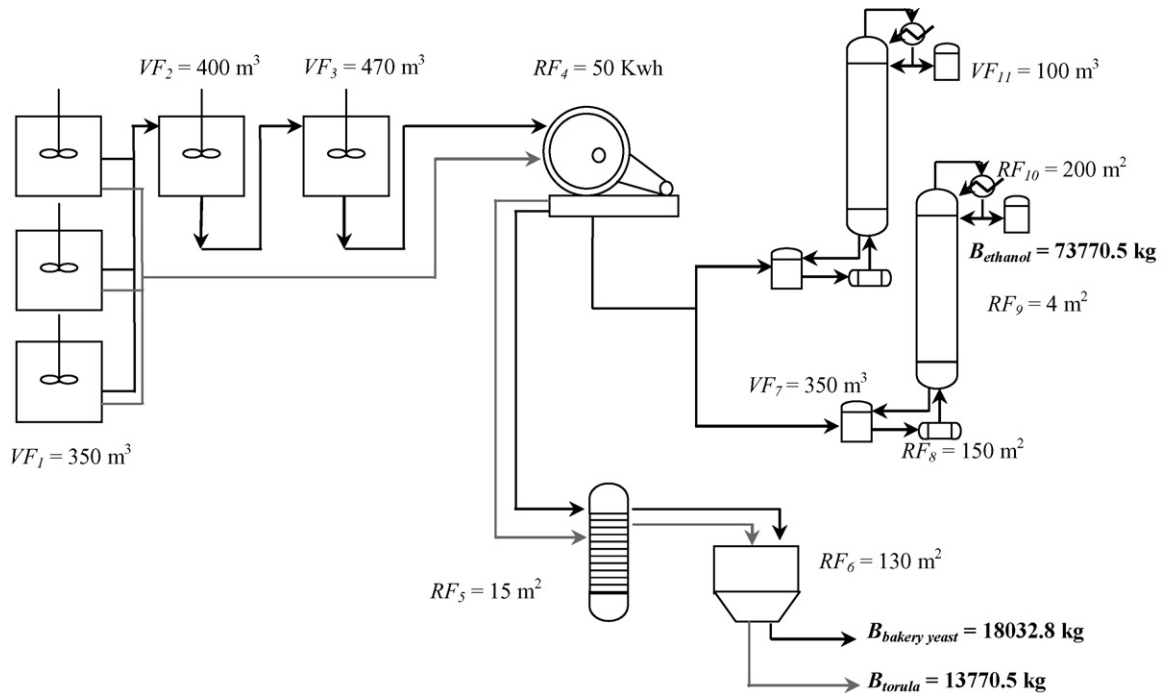 VF₂ = 400 m³
VF₃ = 470 m³
RF₄ = 50 Kwh
VF₁₁ = 100 m³
RF₁₀ = 200 m²
B_ethanol = 73770.5 kg
RF₉ = 4 m²
VF₇ = 350 m³
RF₈ = 150 m²
VF₁ = 350 m³
RF₅ = 15 m²
RF₆ = 130 m²
B_bakery yeast = 18032.8 kg
B_torula = 13770.5 kg